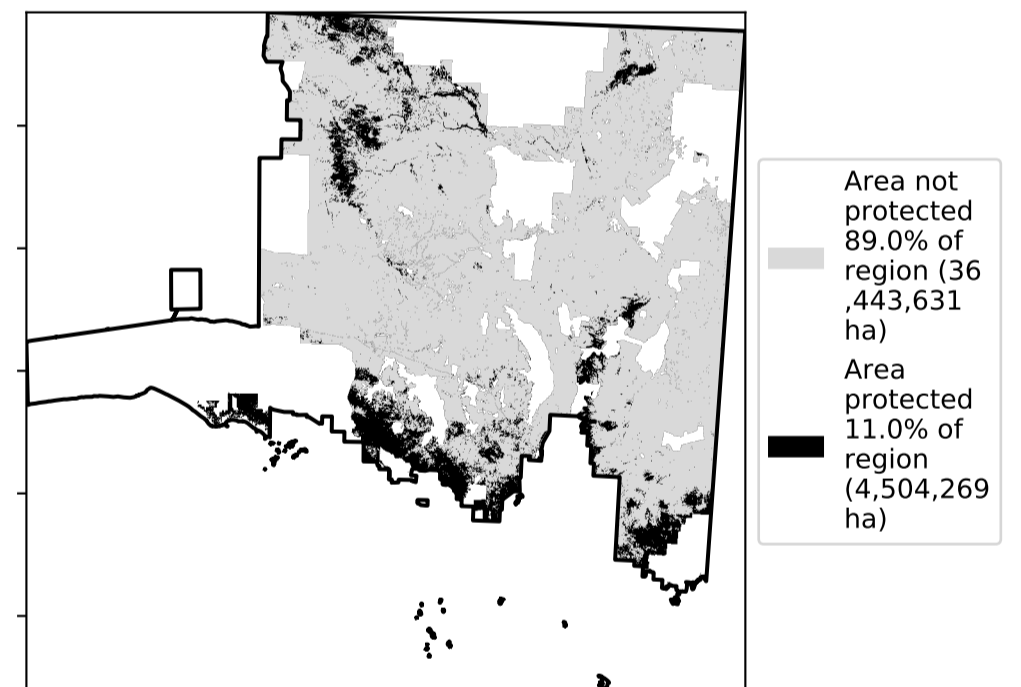 Area not
protected
89.0% of
region (36
,443,631
ha)
Area
protected
11.0% of
region
(4,504,269
ha)